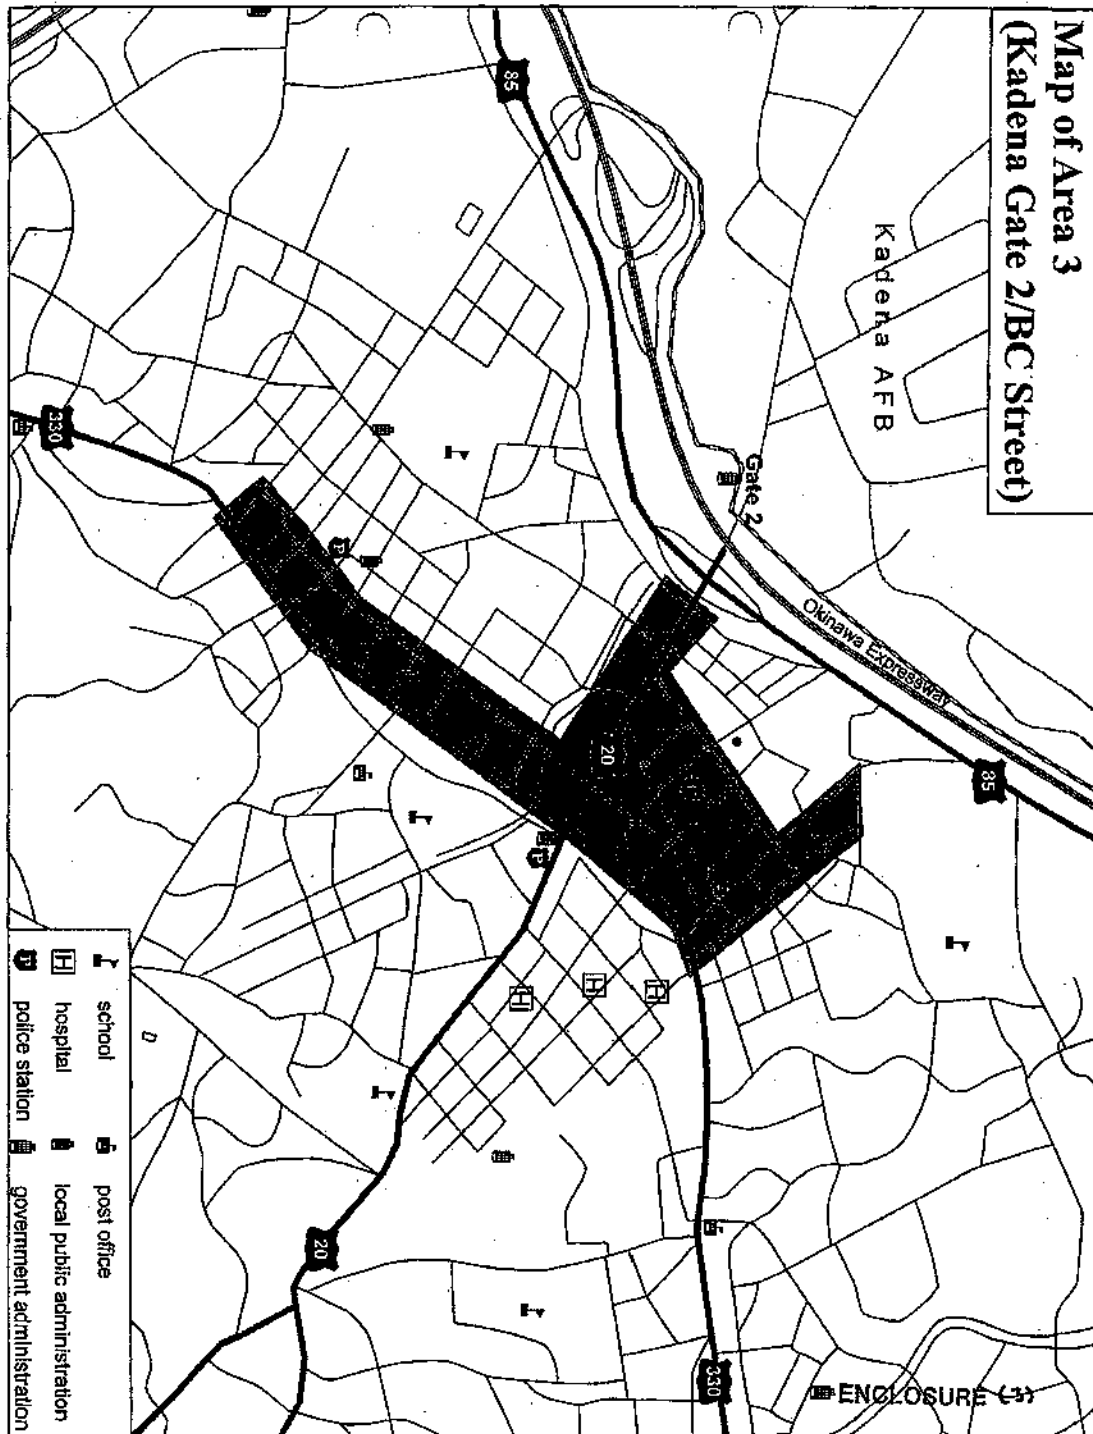 Map of Area 3
(Kadena Gate 2/BC Street)
Kadena AFB
Gate 2
Okinawa Expressway
85
85
330
20
20
330
ENCLOSURE (3)
H
H
H
school
post office
H
hospital
local public administration
police station
government administration